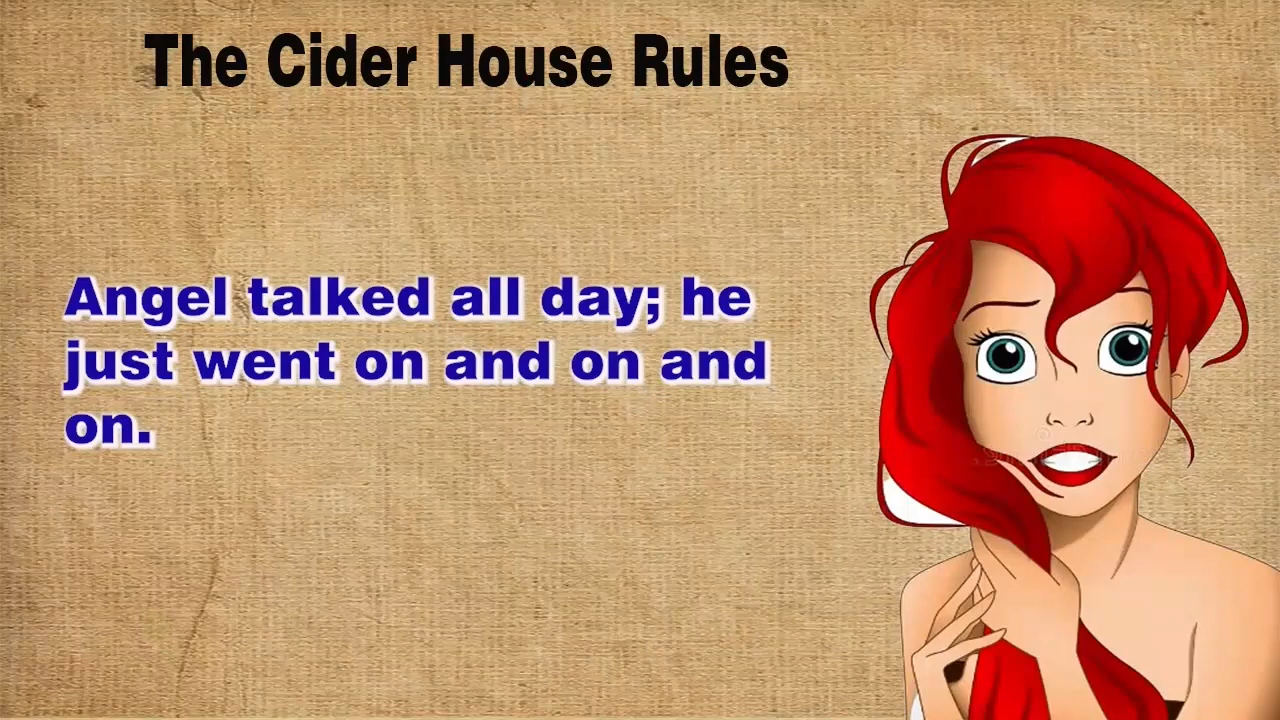 The Cider House Rules
Angel talked all day; he
just went on and on and
on.